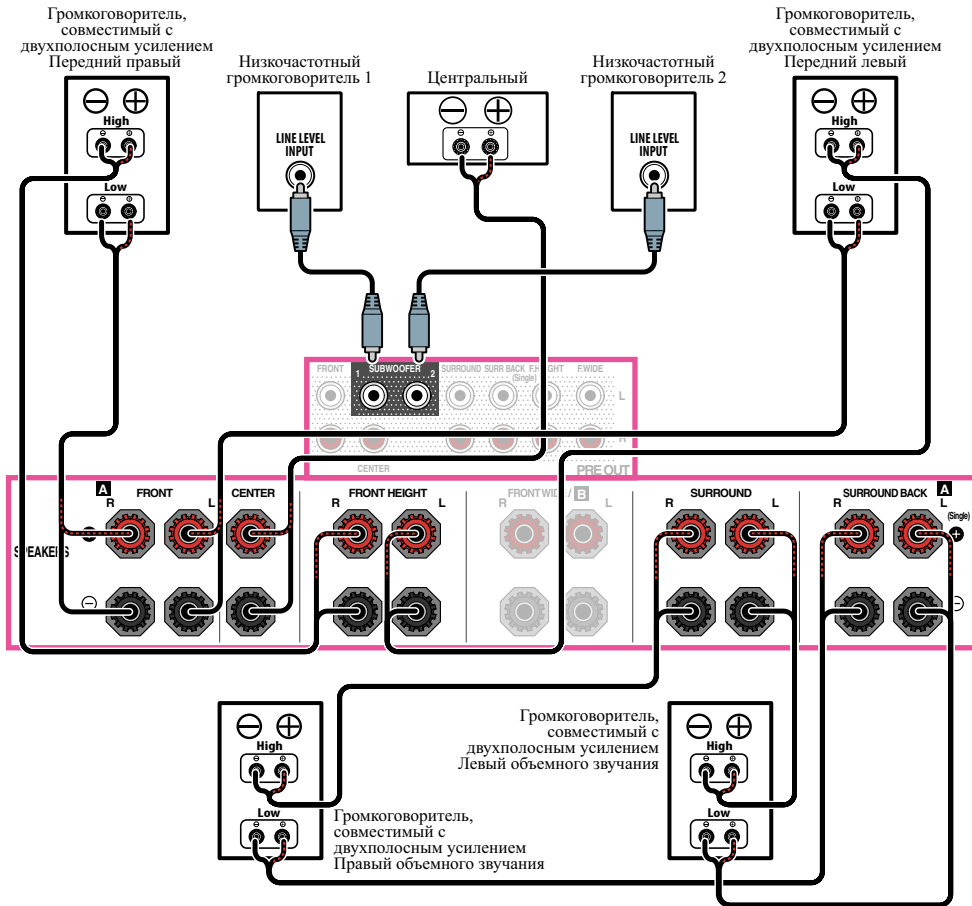 Громкоговоритель,
совместимый с
двухполосным усилением
Передний правый
Низкочастотный
громкоговоритель 1
Центральный
Низкочастотный
громкоговоритель 2
Громкоговоритель,
совместимый с
двухполосным усилением
Передний левый
High
Low
LINE LEVEL
INPUT
LINE LEVEL
INPUT
High
Low
FRONT
1 SUBWOOFER 2
SURROUND
SURR BACK
(Single)
F.HEIGHT
F.WIDE
L
R
CENTER
PRE OUT
A
FRONT
R L
CENTER
FRONT HEIGHT
R L
FRONT WIDE / B
R L
SURROUND
R L
SURROUND BACK A
R L
(Single)
SPEAKERS
High
Low
Громкоговоритель,
совместимый с
двухполосным усилением
Правый объемного звучания
Громкоговоритель,
совместимый с
двухполосным усилением
Левый объемного звучания
High
Low